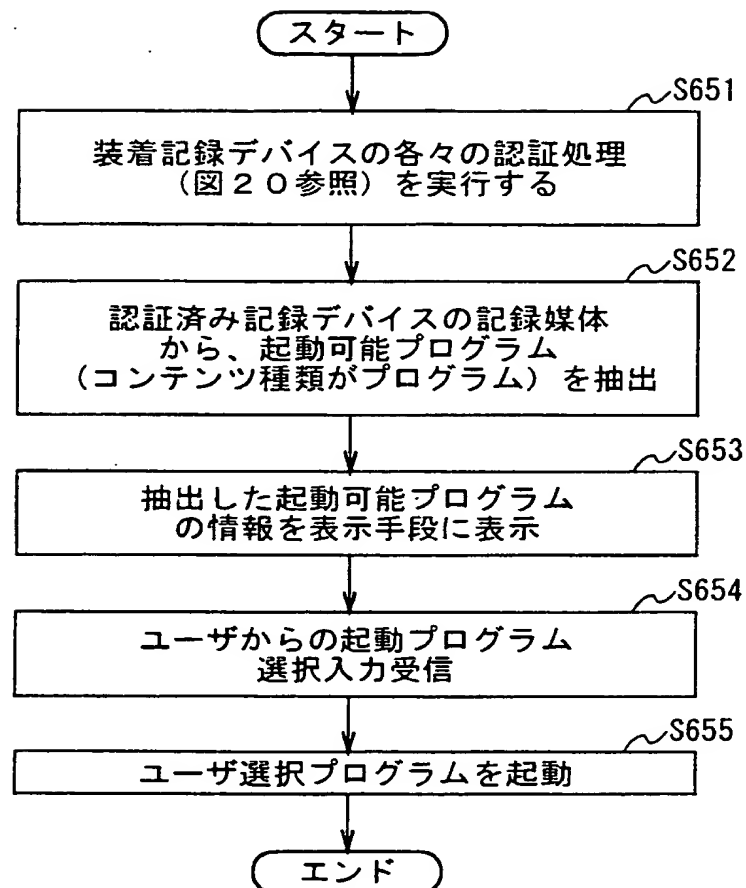 スタート
S651
装着記録デバイスの各々の認証処理
(図20参照)を実行する
S652
認証済み記録デバイスの記録媒体
から、起動可能プログラム
(コンテンツ種類がプログラム)を抽出
S653
抽出した起動可能プログラム
の情報を表示手段に表示
S654
ユーザからの起動プログラム
選択入力受信
S655
ユーザ選択プログラムを起動
エンド